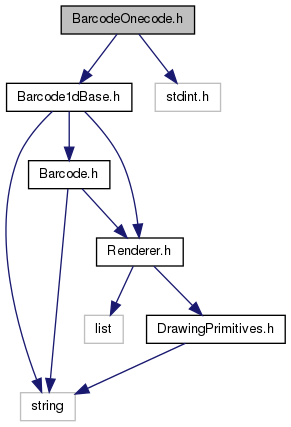 BarcodeOnecode.h
Barcode1dBase.h
stdint.h
Barcode.h
Renderer.h
list
DrawingPrimitives.h
string